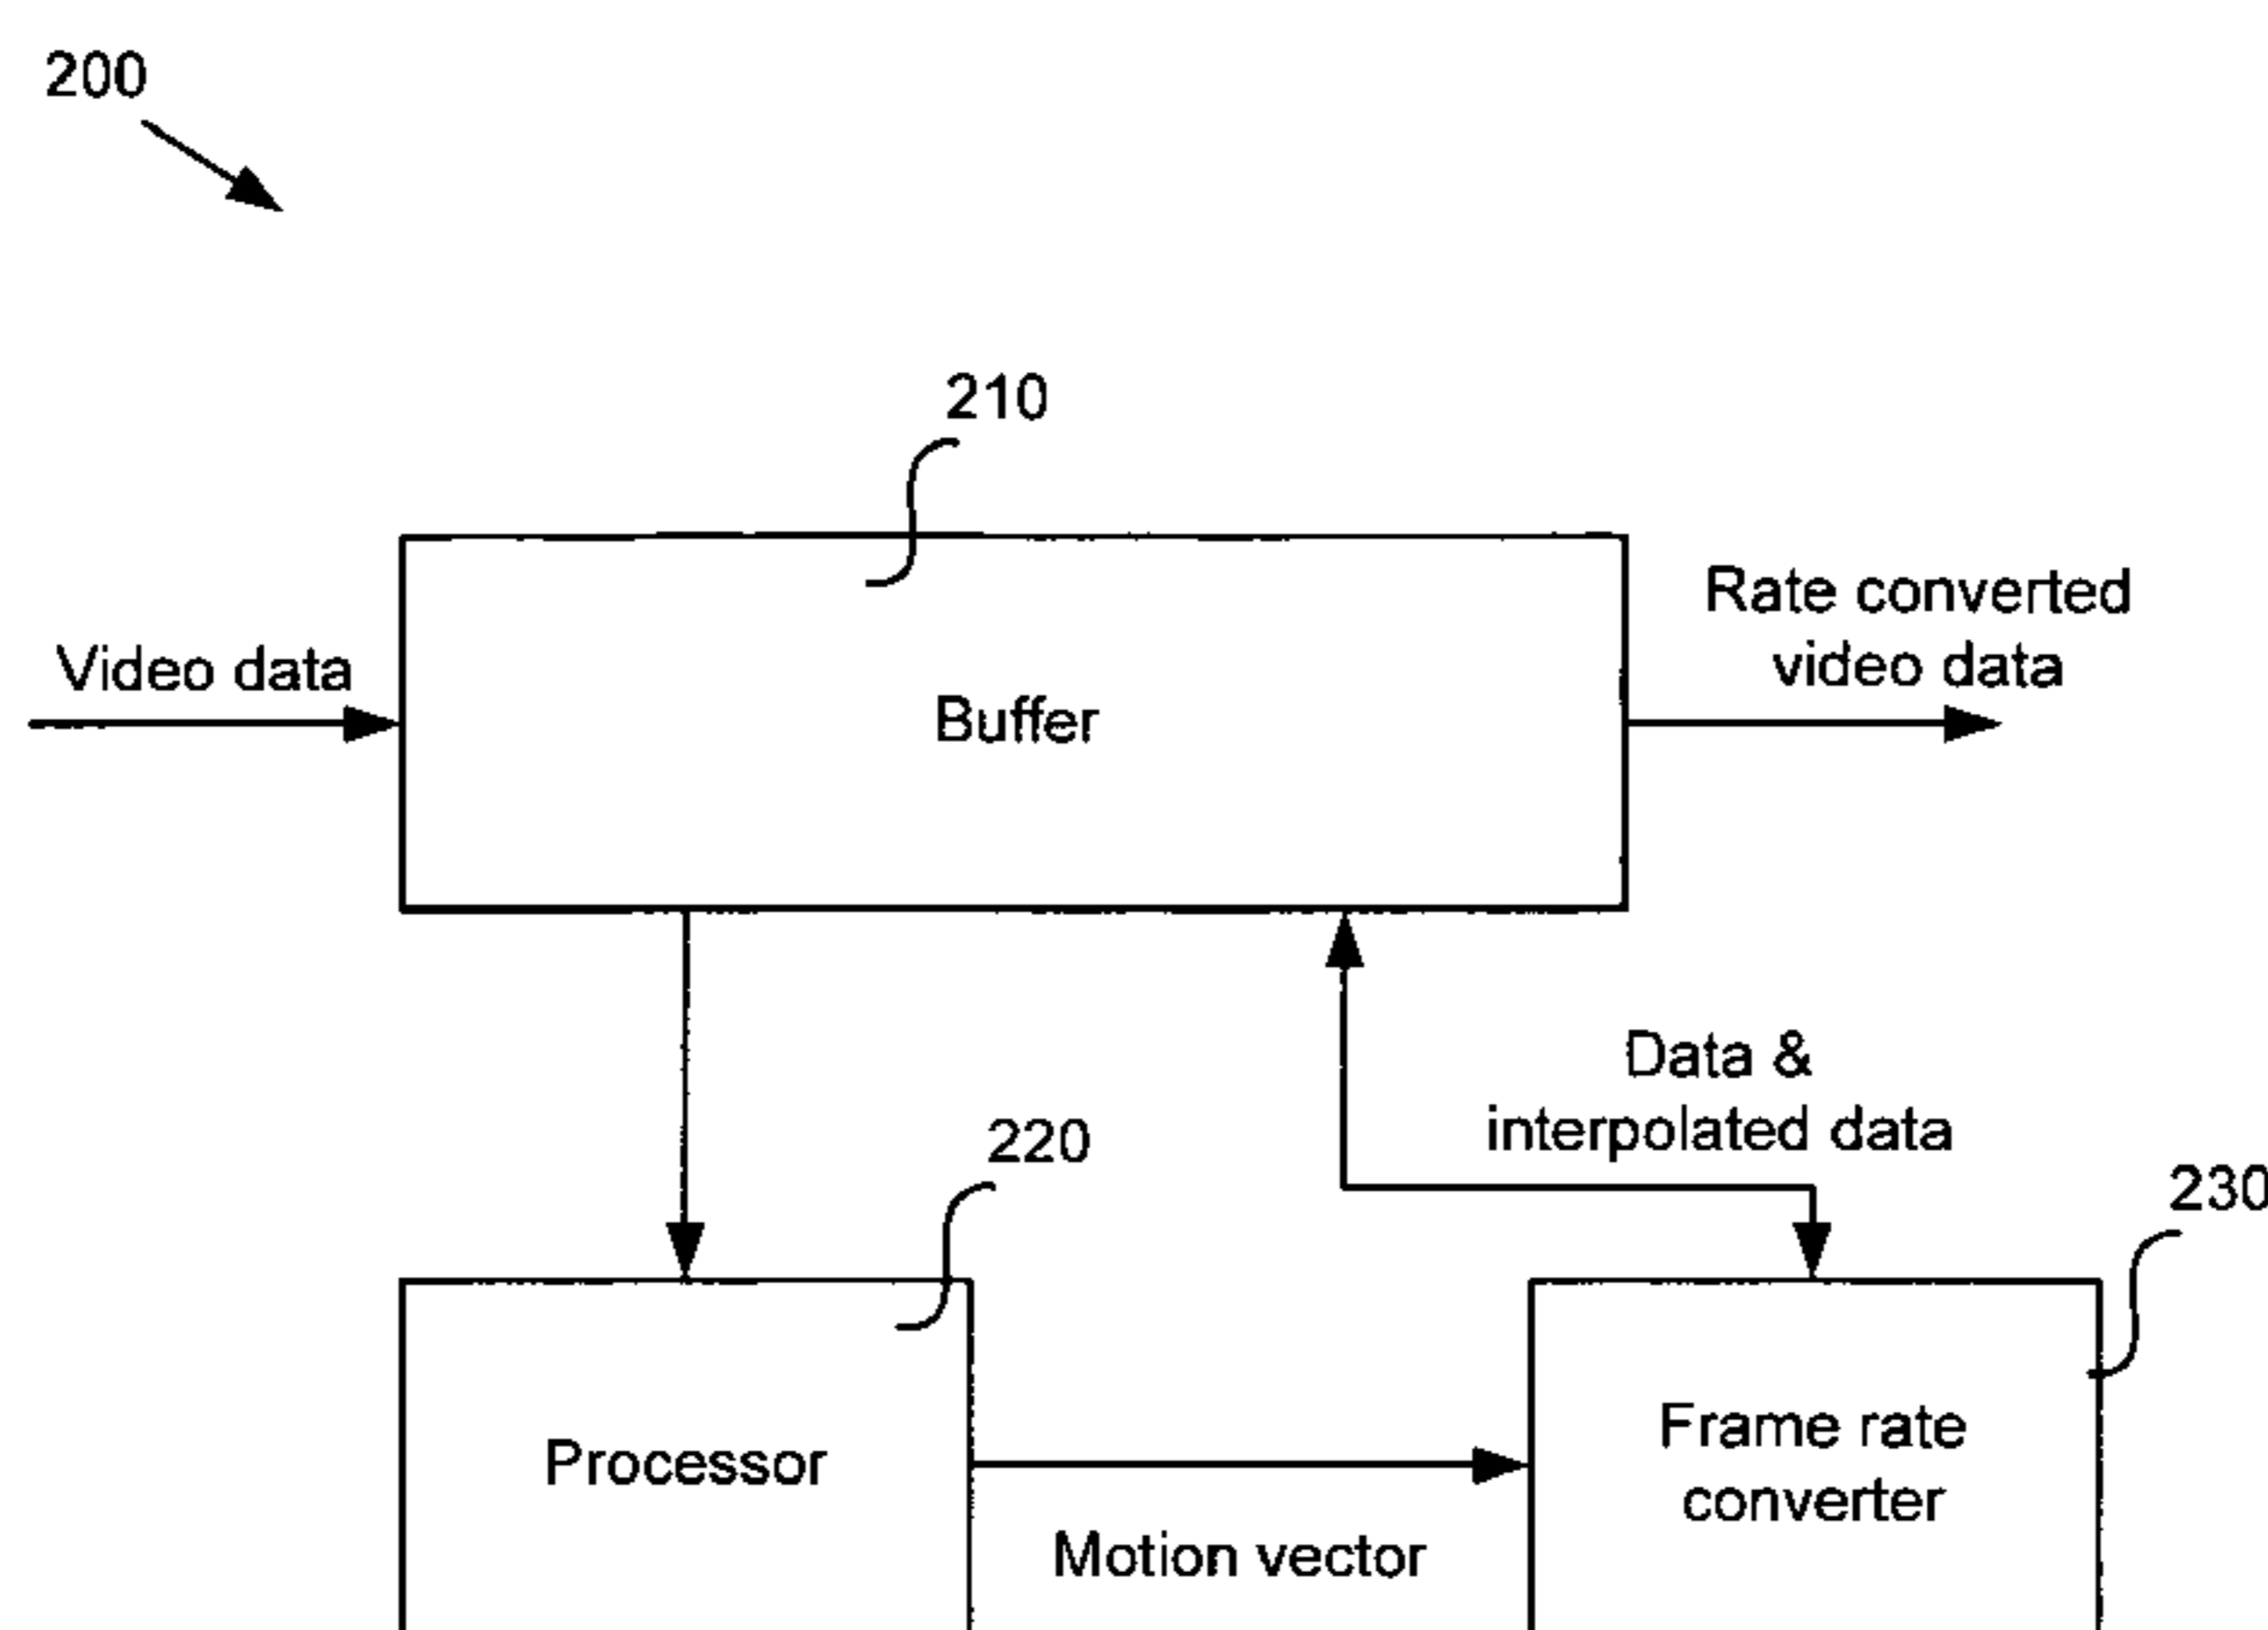 200
210
Rate converted
video data
Video data
Buffer
Data &
interpolated data
220
230
Processor
Frame rate
converter
Motion vector